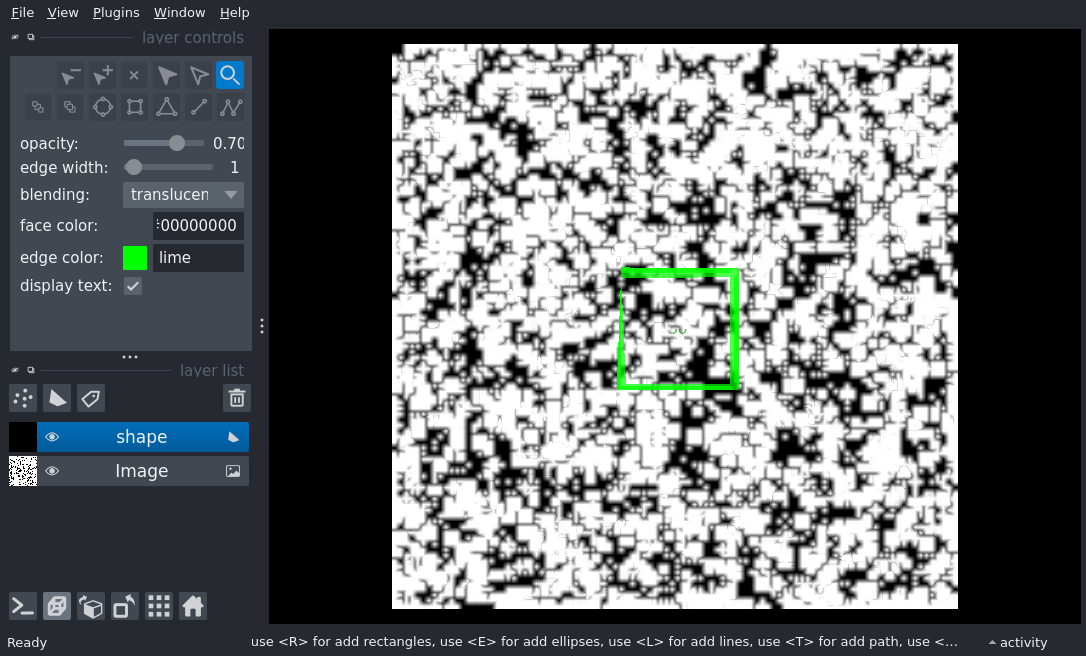 File View Plugins Window Help
layer controls
opacity: 0.70
edge width: 1
blending: translucen
face color: 00000000
edge color: lime
display text:
50
layer list
shape
Image
Ready use <R> for add rectangles, use <E> for add ellipses, use <L> for add lines, use <T> for add path, use <... activity